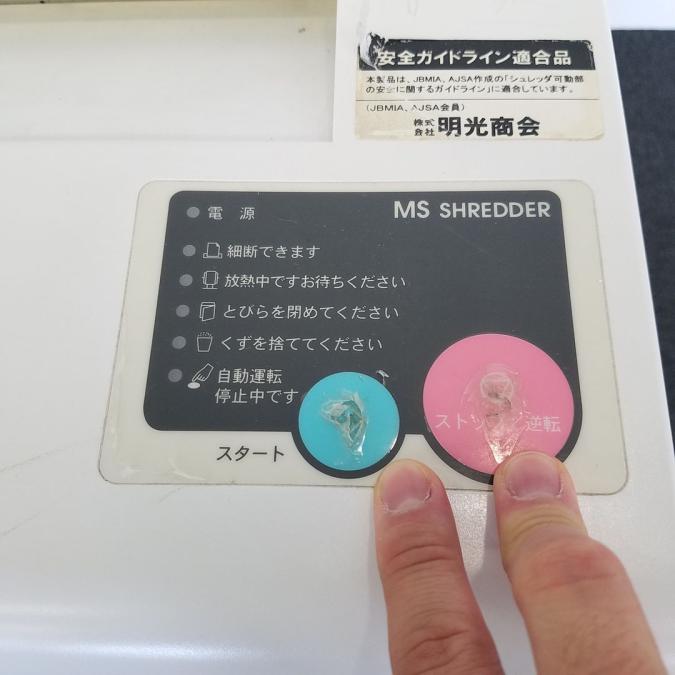 安全ガイドライン適合品
本製品は、JBMIA、AJSA作成の「シュレッダ可動部
の安全に関するガイドライン」に適合しています。
(JBMIA、AJSA会員)
株式会社 明光商会
電 源
MS SHREDDER
細断できます
放熱中ですお待ちください
とびらを閉めてください
くずを捨ててください
自動運転
停止中です
スタート
スト 逆転